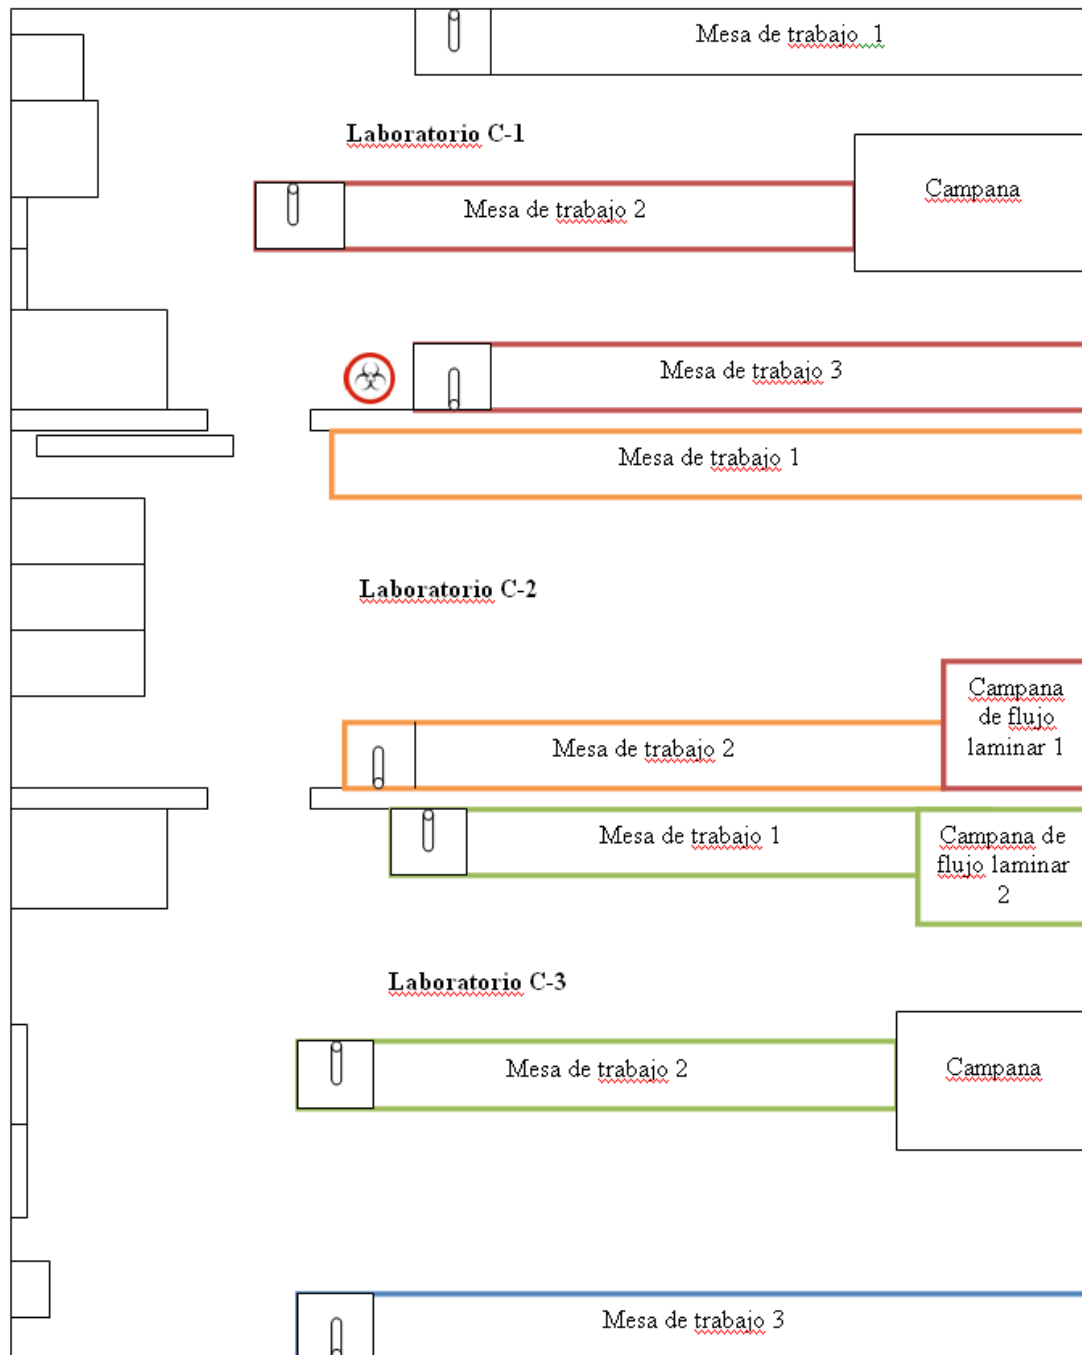 Mesa de trabajo  1
Laboratorio C-1
Campana
Mesa de trabajo 2
Mesa de trabajo 3
Mesa de trabajo 1
Laboratorio C-2
Campana
de flujo
laminar 1
Mesa de trabajo 2
Mesa de trabajo 1
Campana de
flujo laminar
2
Laboratorio C-3
Mesa de trabajo 2
Campana
Mesa de trabajo 3